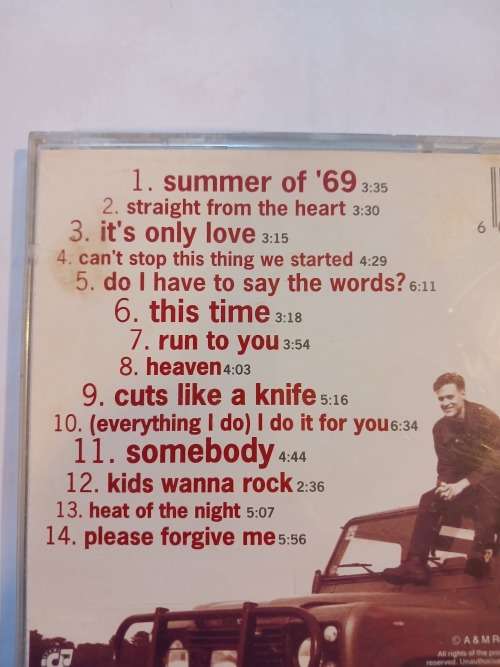 1. summer of '69 3:35
2. straight from the heart 3:30
3. it's only love 3:15
4. can't stop this thing we started 4:29
5. do I have to say the words? 6:11
6. this time 3:18
7. run to you 3:54
8. heaven 4:03
9. cuts like a knife 5:16
10. (everything I do) I do it for you 6:34
11. somebody 4:44
12. kids wanna rock 2:36
13. heat of the night 5:07
14. please forgive me 5:56
6
© A&M R
All rights of the
reserved.